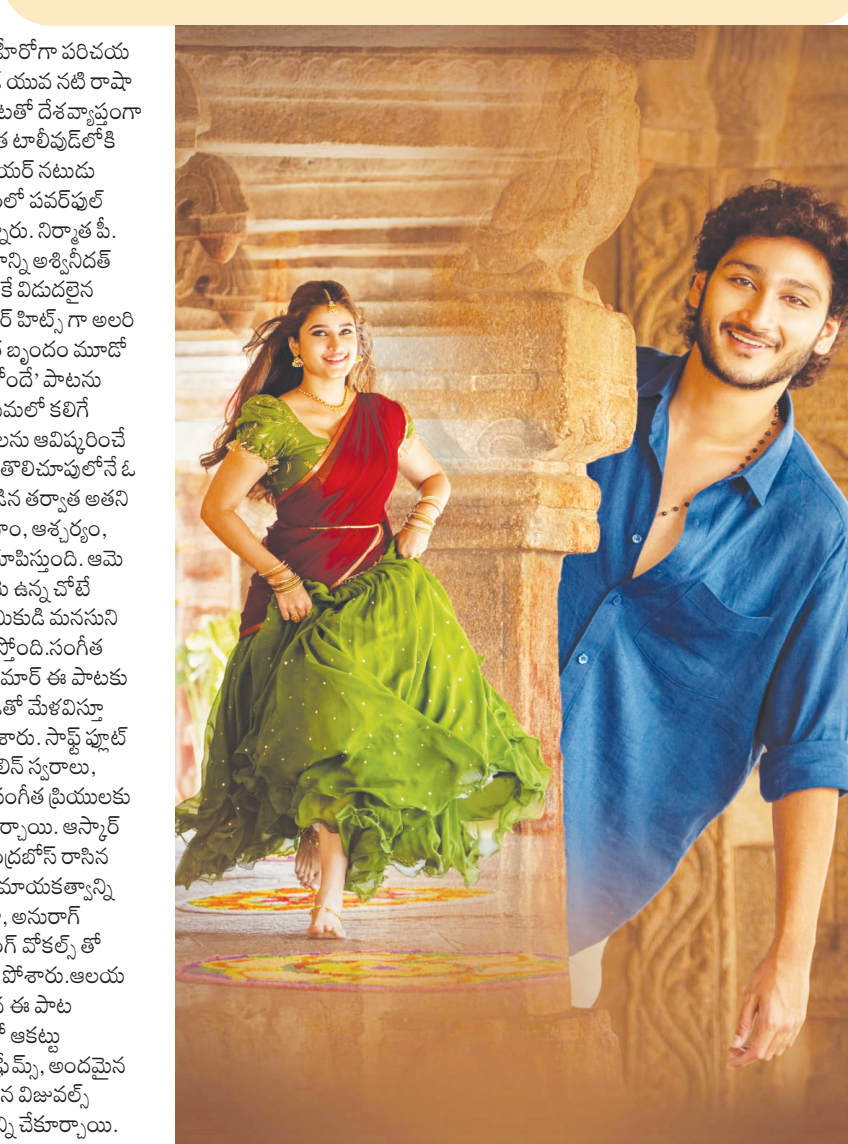 హీరోగా పరిచయ
యువ నటి రాషా
టతో దేశవ్యాప్తంగా
త టాలీవుడ్‌లోకి
యర్ నటుడు
లో పవర్‌ఫుల్
న్నారు. నిర్మాత పి.
అశ్వినీదత్
కే విడుదలైన
ర్ హిట్స్ గా అలరి
బృందం మూడో
పాటను
కలిగే
లను ఆవిష్కరించే
తొలిచూపులోనే ఓ
డిన తర్వాత అతని
ఆశ్చర్యం,
చూపిస్తుంది. ఆమె
ఉన్న చోటే
మికుడి మనసుని
స్తోంది.సంగీత
మార్ ఈ పాటకు
తో మేళవిస్తూ
శారు. సాఫ్ట్ ఫ్లూట్
లిన్ స్వరాలు,
సంగీత ప్రియులకు
ర్చాయి. ఆస్కార్
ంద్రబోస్ రాసిన
మాయకత్వాన్ని
, అనురాగ్
గ్ వోకల్స్ తో
పోశారు.ఆలయ
ఈ పాట
ఆకట్టు
ఫ్రేమ్స్, అందమైన
న విజువల్స్
న్ని చేకూర్చాయి.